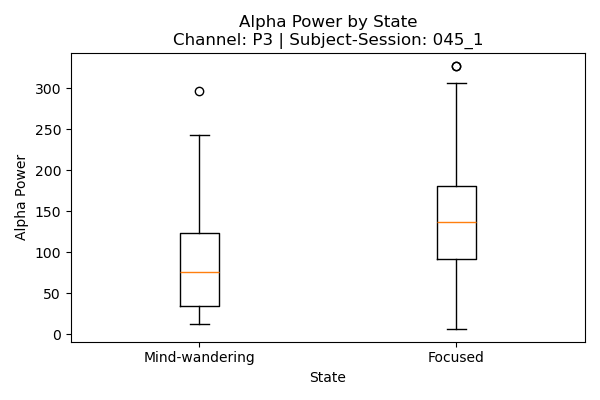 Alpha Power by State
Channel: P3 | Subject-Session: 045_1
Alpha Power
300
250
200
150
100
50
0
Mind-wandering
Focused
State